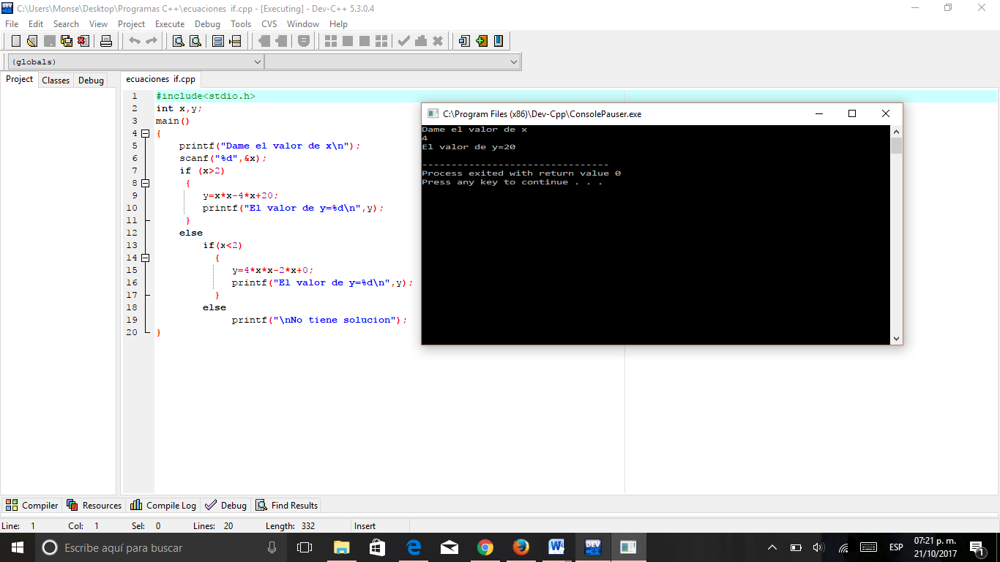 C:\Users\Monse\Desktop\Programas C++\ecuaciones if.cpp - [Executing] - Dev-C++ 5.3.0.4
File Edit Search View Project Execute Debug Tools CVS Window Help
(globals)
Project Classes Debug
ecuaciones if.cpp
1 #include<stdio.h>
2 int x,y;
3 main()
4 {
5 printf("Dame el valor de x\n");
6 scanf("%d",&x);
7 if (x>2)
8 {
9 y=x*x-4*x+20;
10 printf("El valor de y=%d\n",y);
11 }
12 else
13 if(x<2)
14 {
15 y=4*x*x-2*x+0;
16 printf("El valor de y=%d\n",y);
17 }
18 else
19 printf("\nNo tiene solucion");
20 }
C:\Program Files (x86)\Dev-Cpp\ConsolePauser.exe
Dame el valor de x
4
El valor de y=20
--------------------------------
Process exited with return value 0
Press any key to continue . . .
Compiler Resources Compile Log Debug Find Results
Line: 1 Col: 1 Sel: 0 Lines: 20 Length: 332 Insert
Escribe aquí para buscar
DEV
ESP
07:21 p. m.
21/10/2017
1